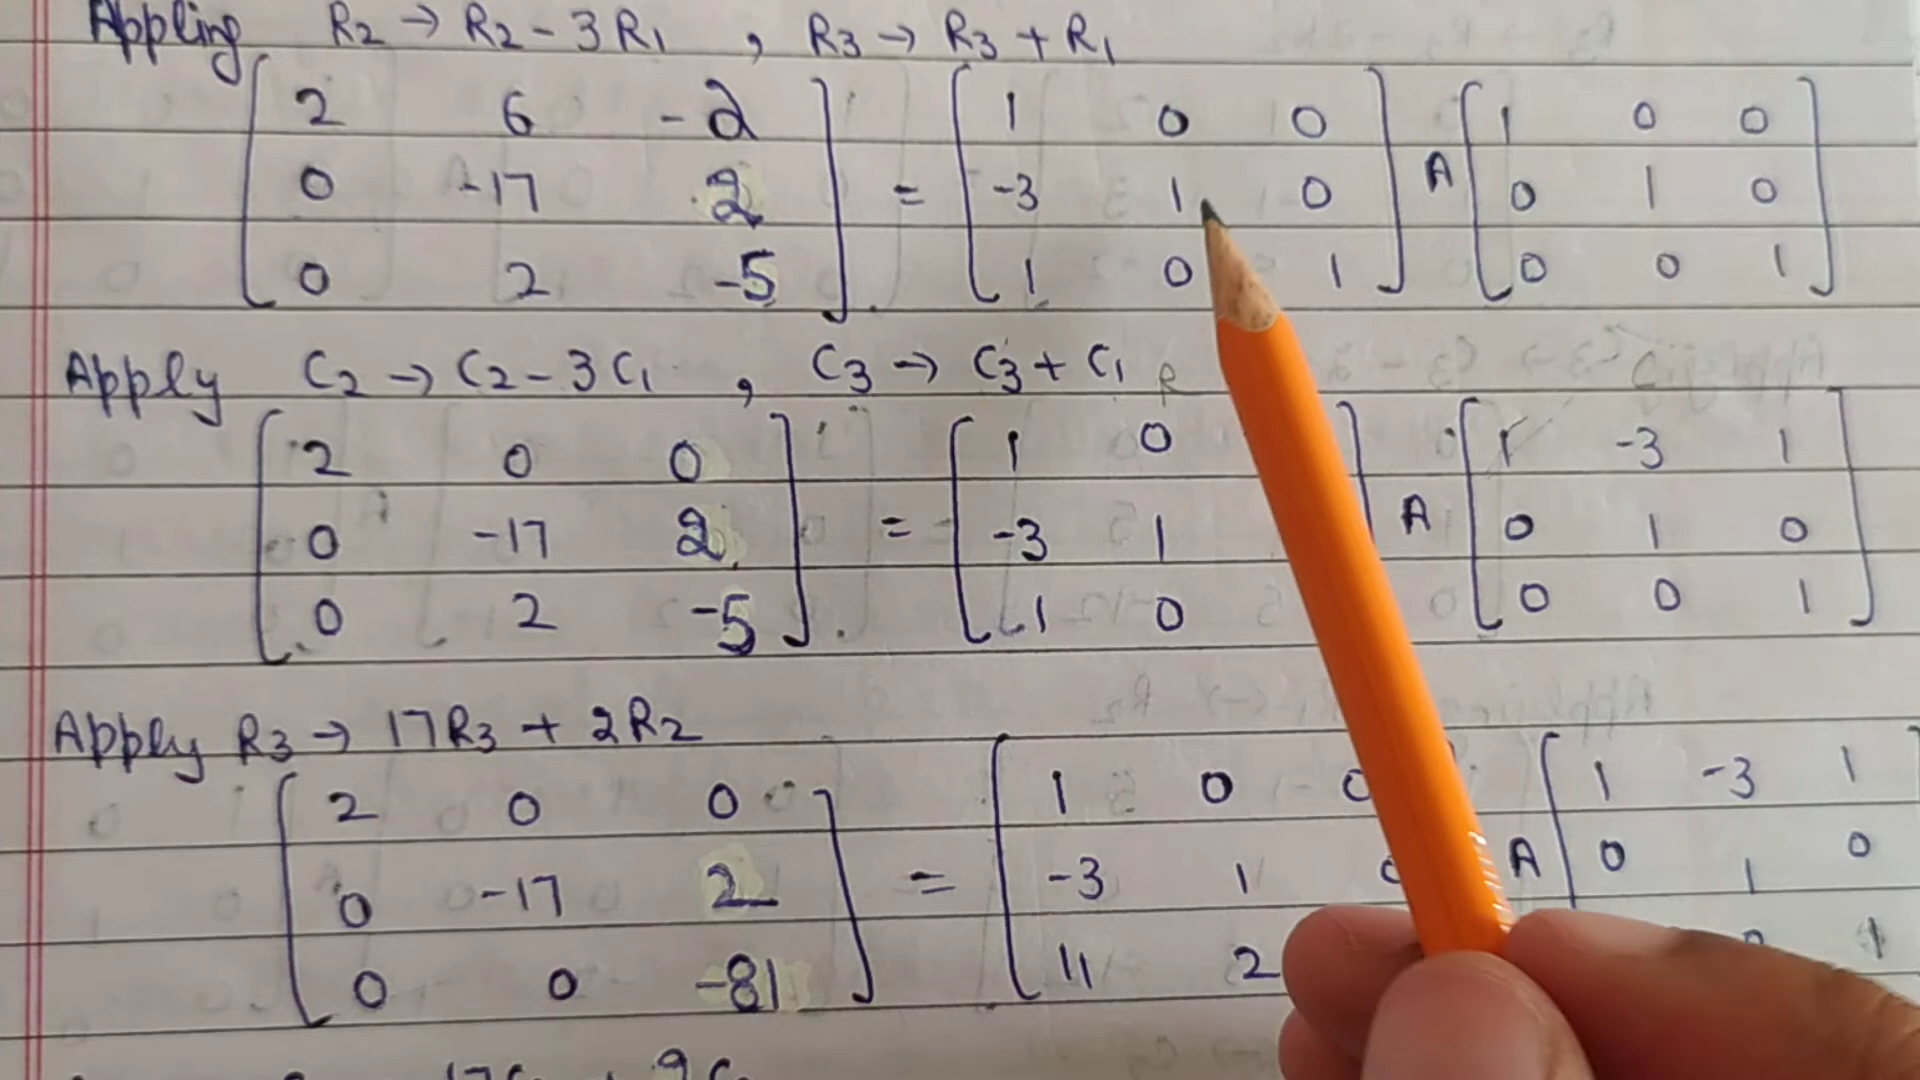 Appling R2 → R2 - 3R1 , R3 → R3 + R1
[ 2 6 -2 ] = [ 1 0 0 ] A [ 1 0 0 ]
[ 0 -17 2 ] [ -3 1 0 ] [ 0 1 0 ]
[ 0 2 -5 ] [ 1 0 1 ] [ 0 0 1 ]
Apply C2 → C2 - 3C1 , C3 → C3 + C1
[ 2 0 0 ] = [ 1 0 ] A [ 1 -3 1 ]
[ 0 -17 2 ] [ -3 1 ] [ 0 1 0 ]
[ 0 2 -5 ] [ 1 0 ] [ 0 0 1 ]
Apply R3 → 17R3 + 2R2
[ 2 0 0 ] = [ 1 0 0 ] A [ 1 -3 1 ]
[ 0 -17 2 ] [ -3 1 ] [ 0 1 0 ]
[ 0 0 -81 ] [ 11 2 1 ]